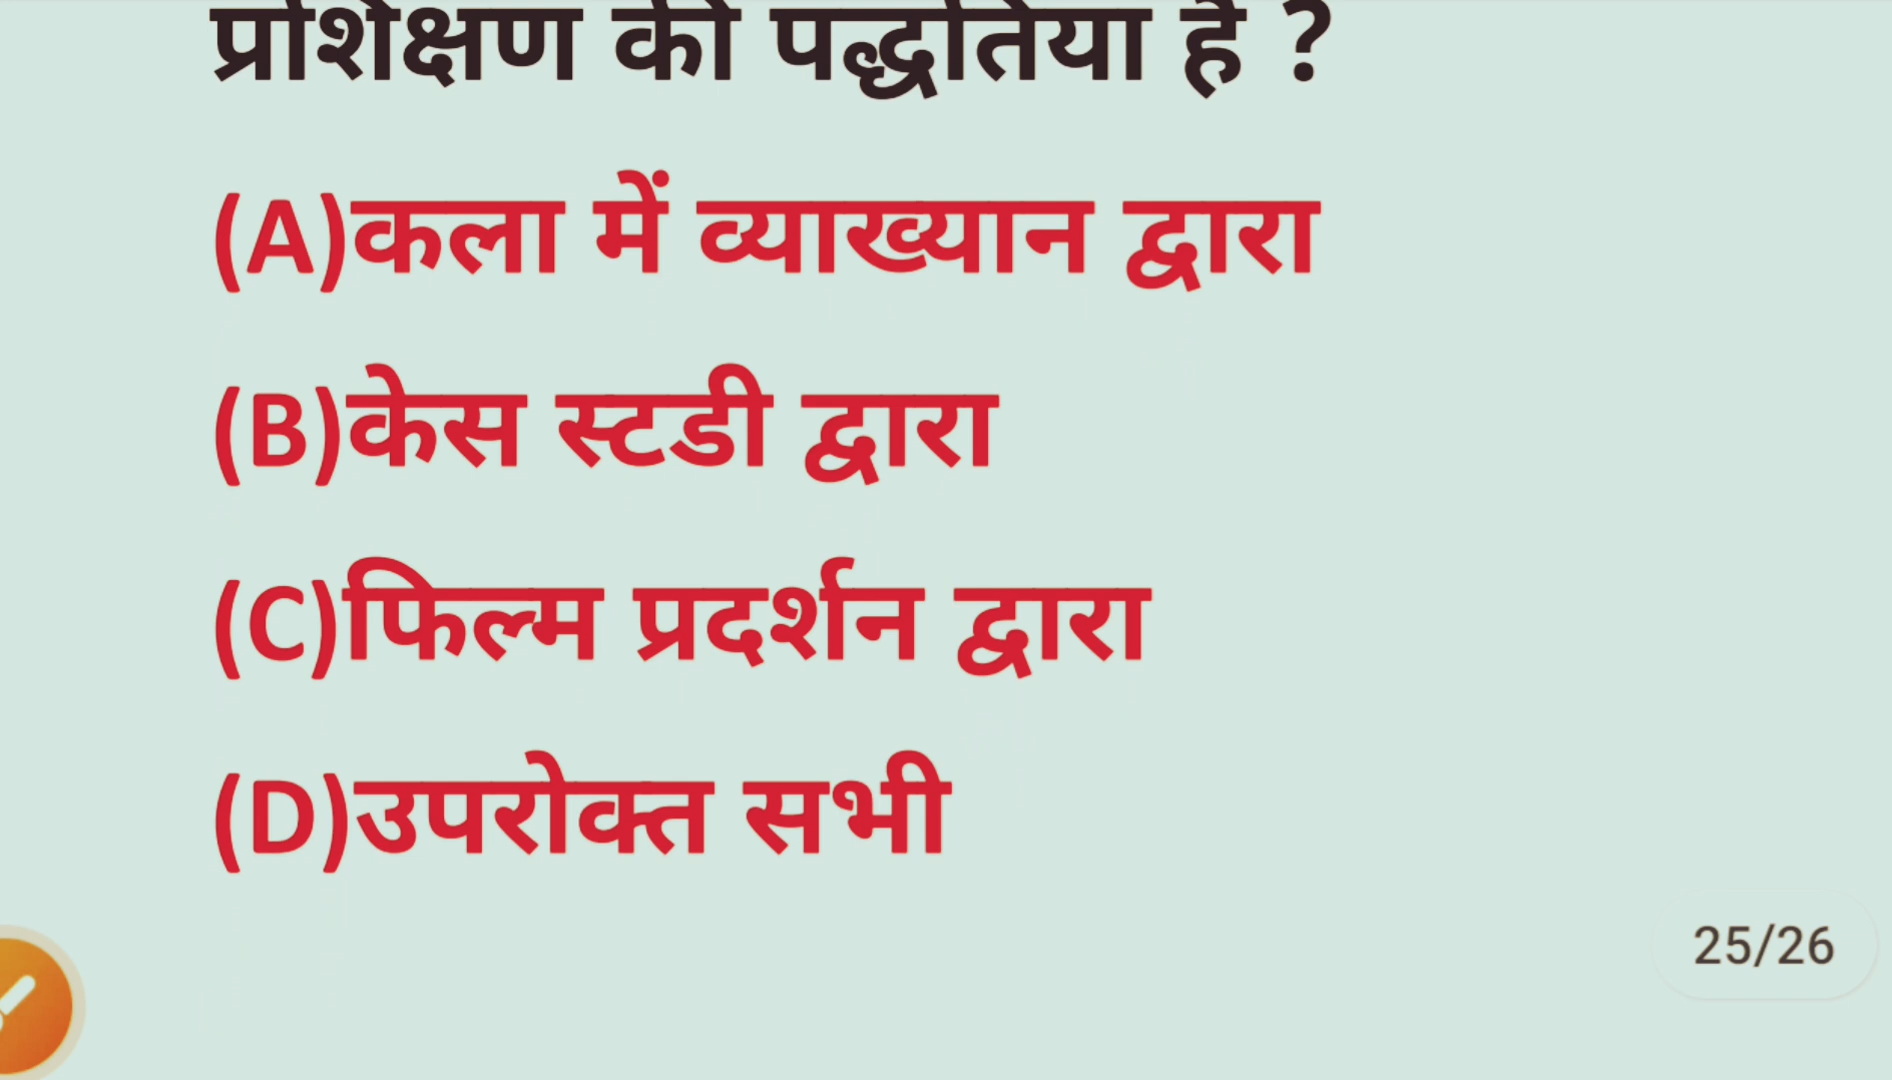 प्रशिक्षण की पद्धतिया है ?
(A)कला में व्याख्यान द्वारा
(B)केस स्टडी द्वारा
(C)फिल्म प्रदर्शन द्वारा
(D)उपरोक्त सभी
25/26